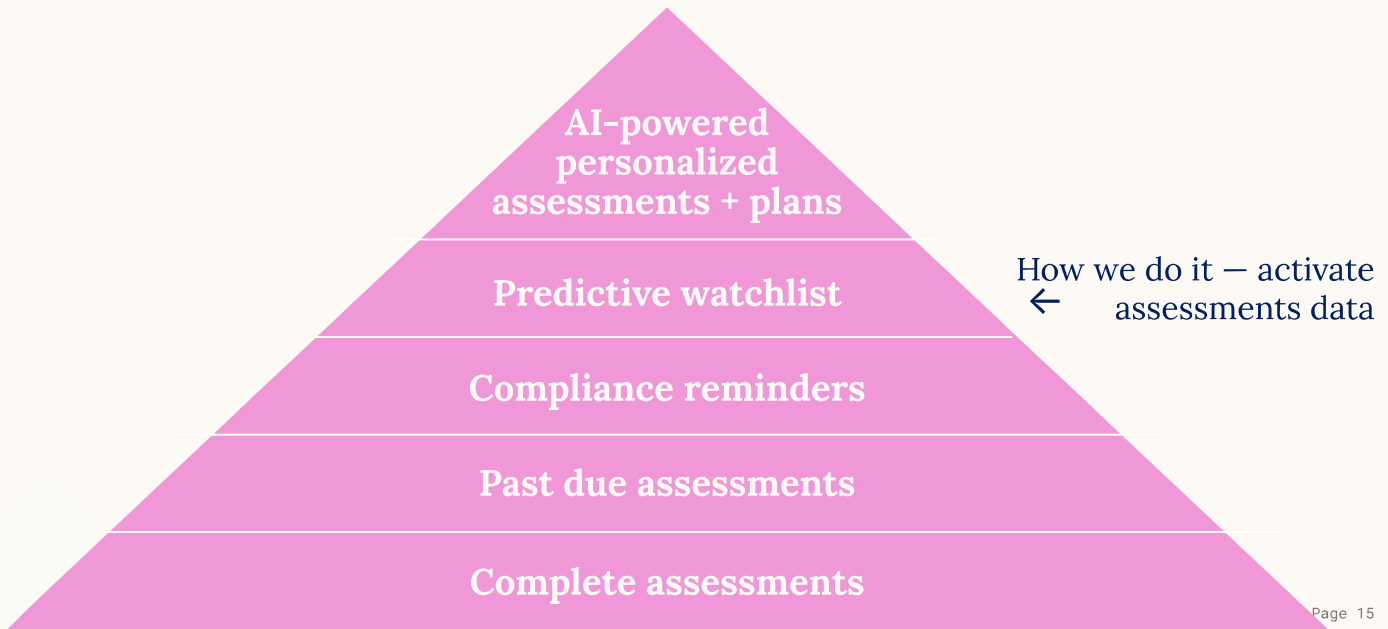 AI-powered
personalized
assessments + plans
Predictive watchlist
How we do it — activate
← assessments data
Compliance reminders
Past due assessments
Complete assessments
Page 15